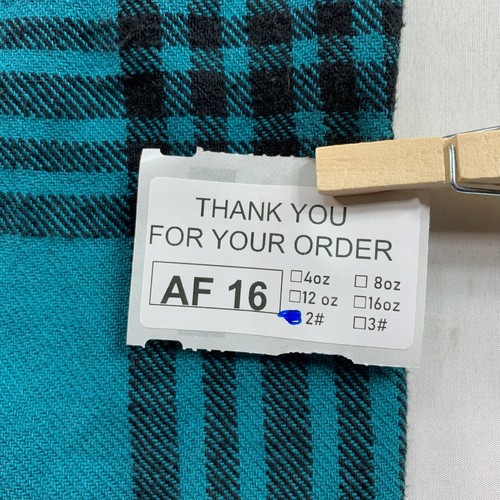 THANK YOU
FOR YOUR ORDER
AF 16
☐4oz ☐ 8oz
☐12 oz ☐16oz
2# ☐3#